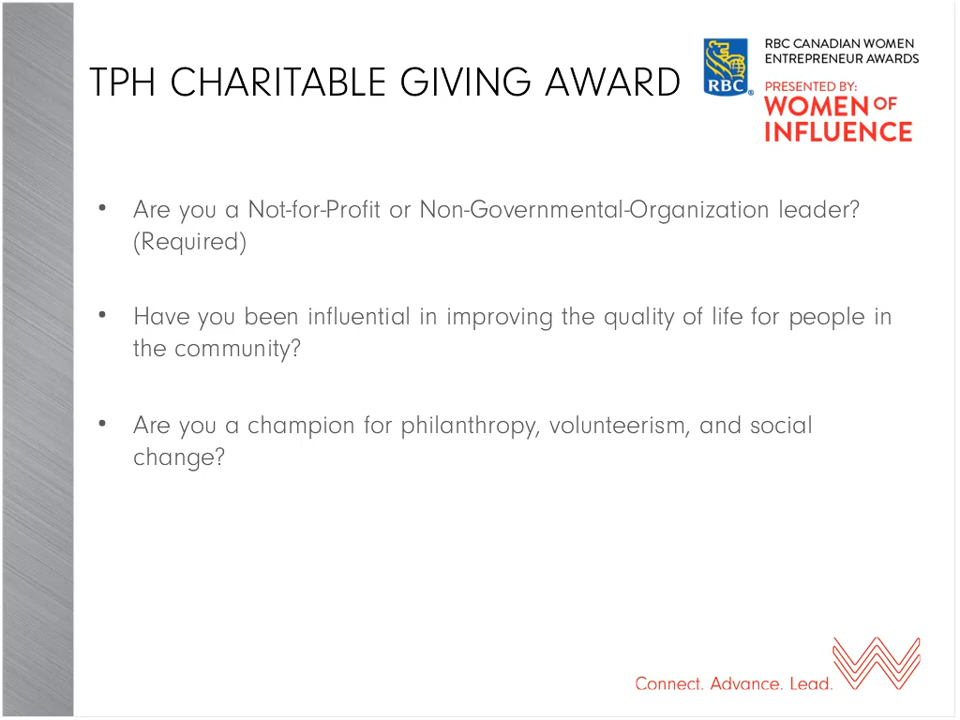 TPH CHARITABLE GIVING AWARD
RBC
RBC CANADIAN WOMEN
ENTREPRENEUR AWARDS
PRESENTED BY:
WOMEN OF
INFLUENCE
• Are you a Not-for-Profit or Non-Governmental-Organization leader?
(Required)
• Have you been influential in improving the quality of life for people in
the community?
• Are you a champion for philanthropy, volunteerism, and social
change?
Connect. Advance. Lead.